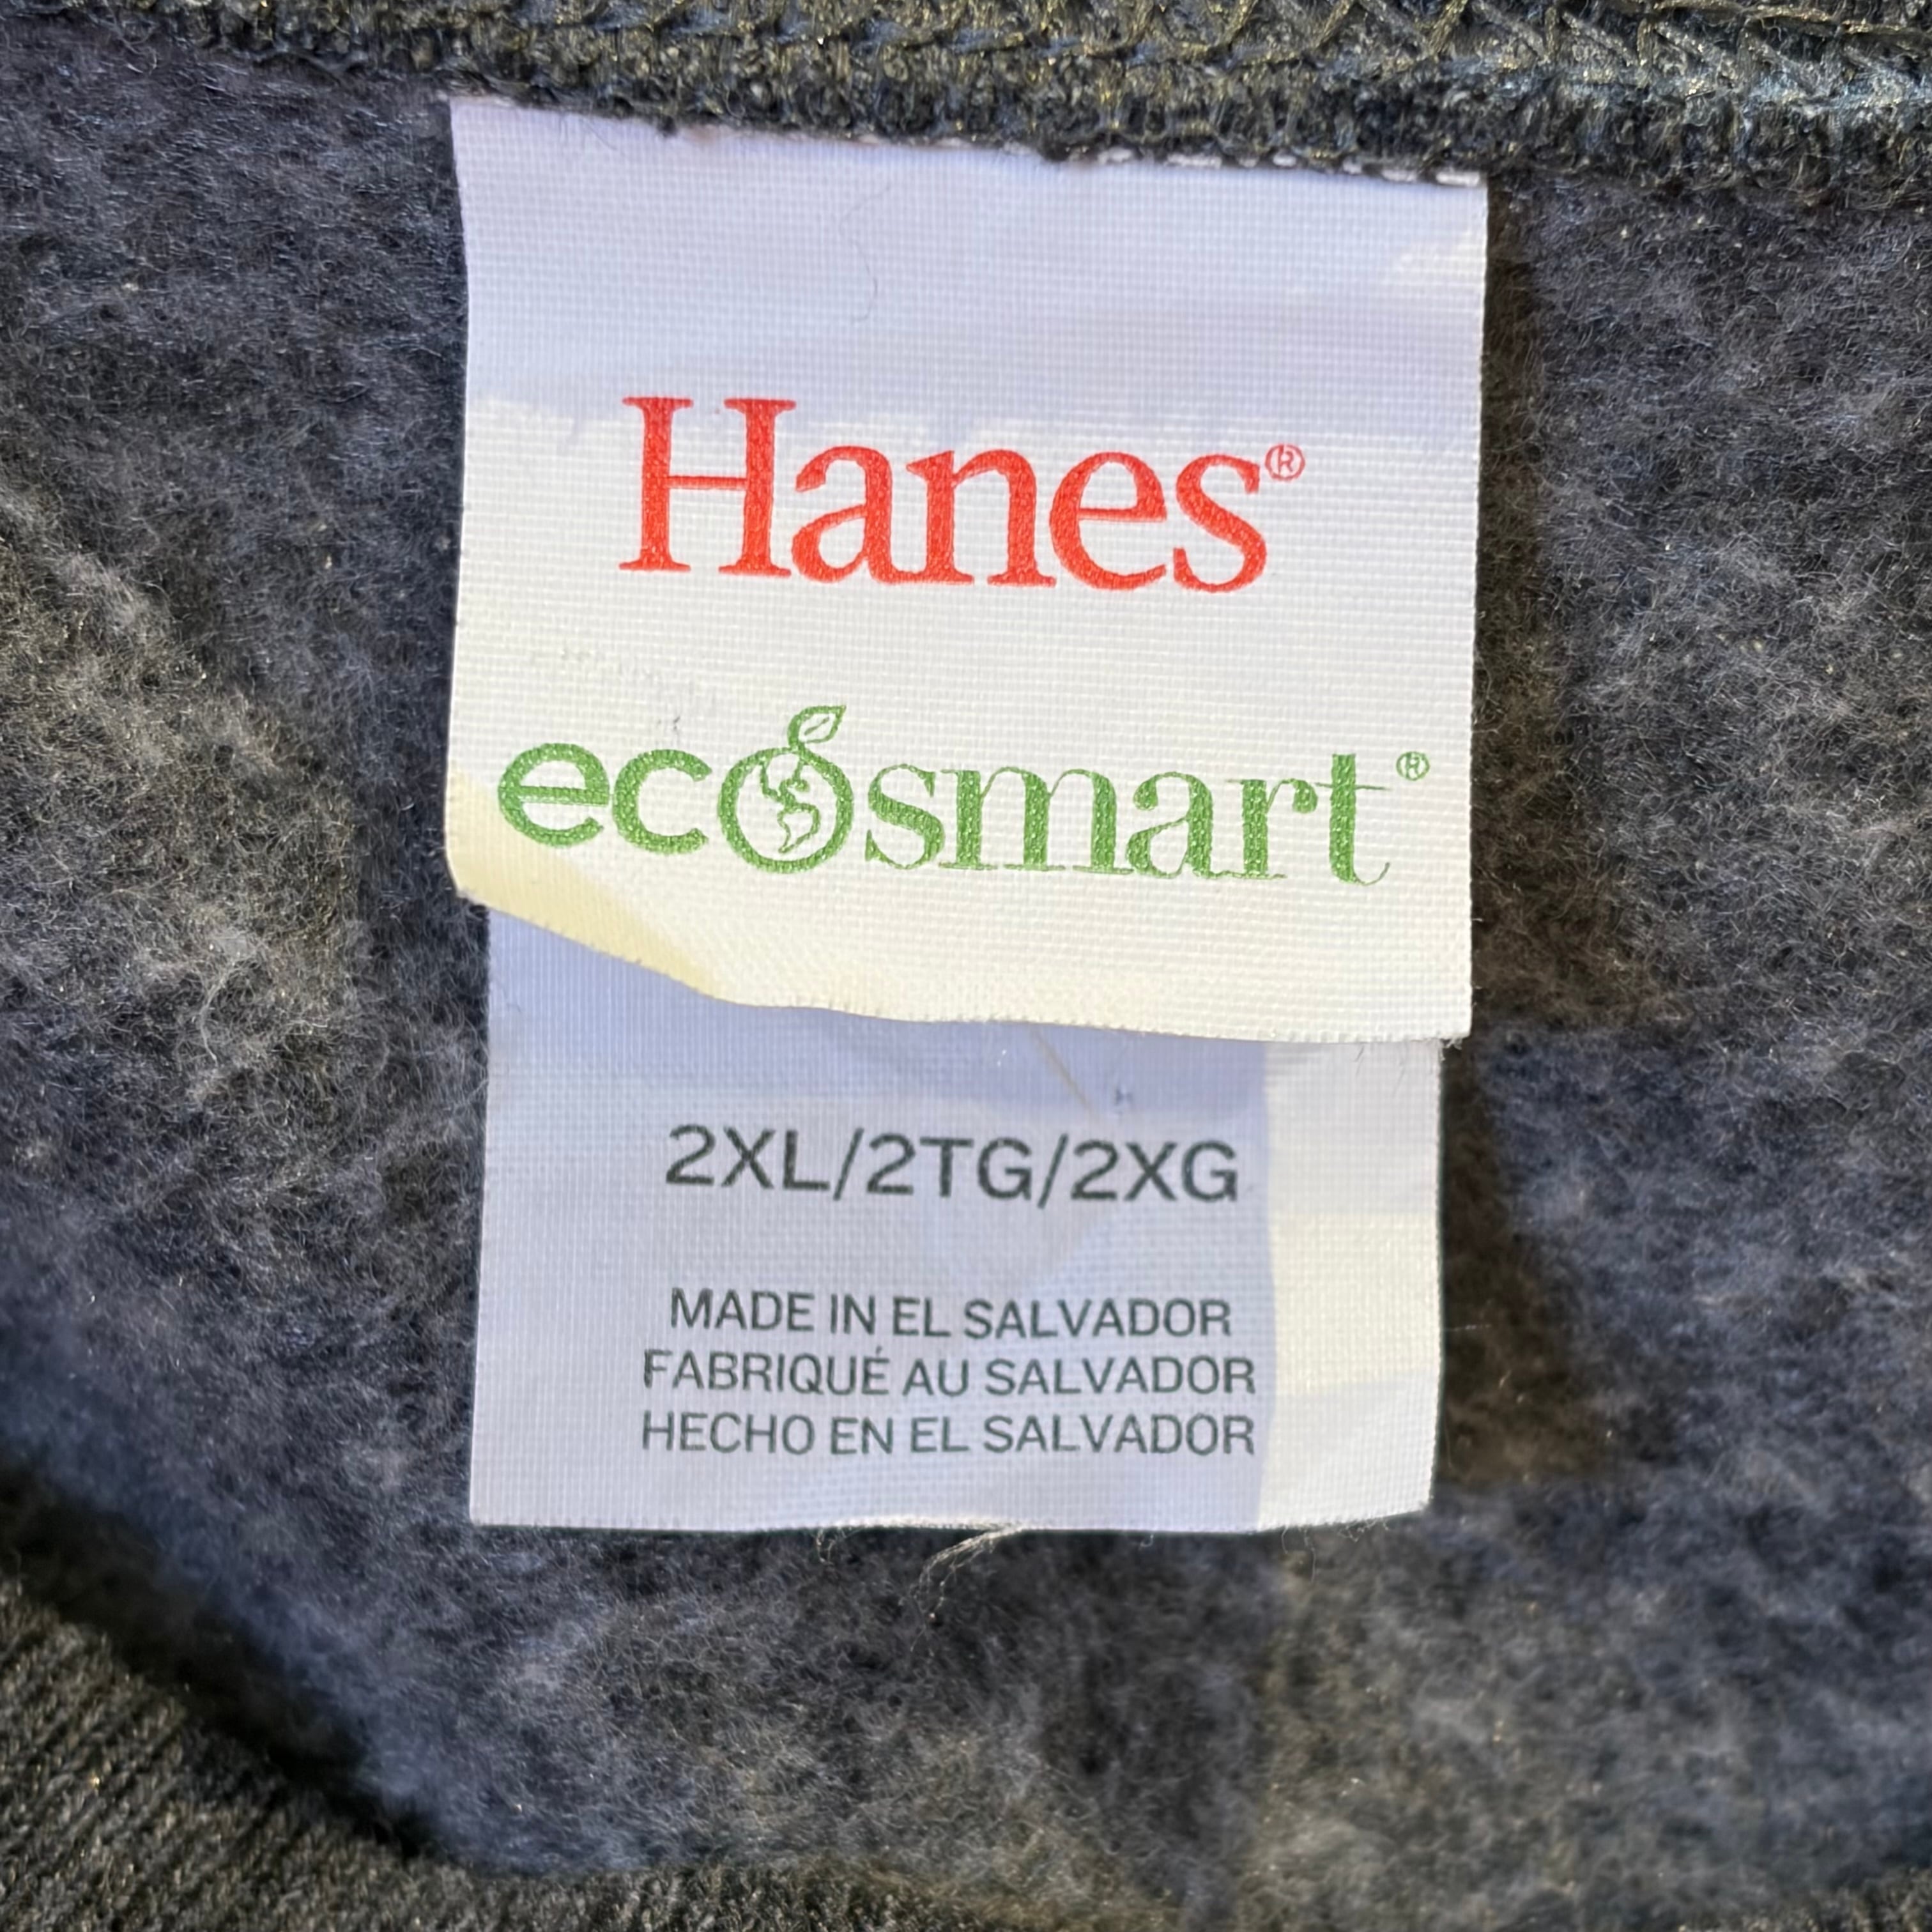 Hanes®
ecosmart®
2XL/2TG/2XG
MADE IN EL SALVADOR
FABRIQUÉ AU SALVADOR
HECHO EN EL SALVADOR